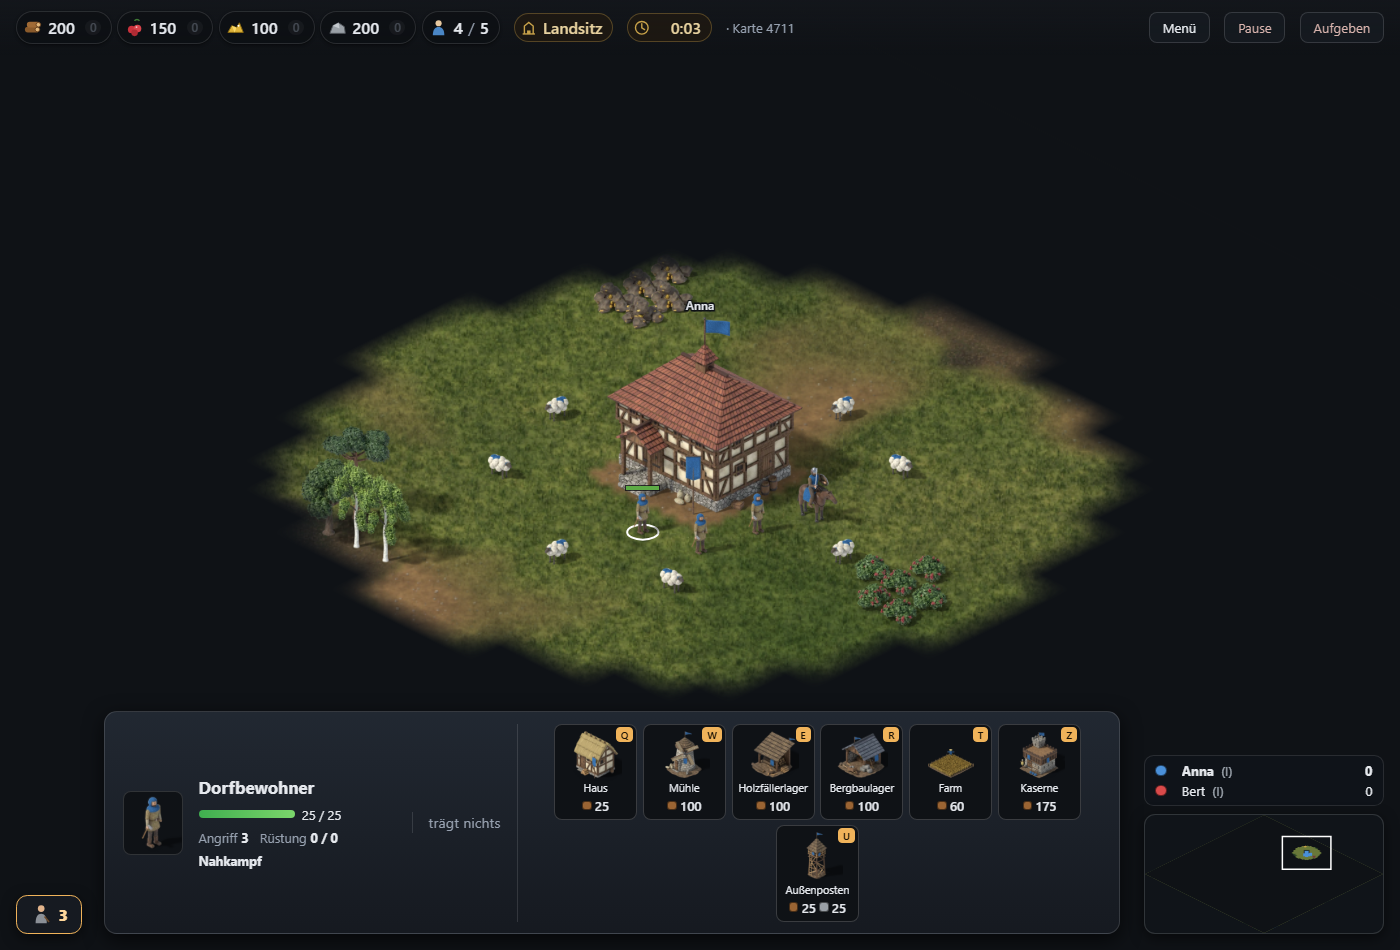 200 0 150 0 100 0 200 0 4 / 5 Landsitz 0:03 · Karte 4711 Menü Pause Aufgeben
Anna
Dorfbewohner
25 / 25
Angriff 3 Rüstung 0 / 0
Nahkampf
trägt nichts
Q W E R T Z
Haus Mühle Holzfällerlager Bergbaulager Farm Kaserne
25 100 100 100 60 175
U
Außenposten
25 25
Anna (I) 0
Bert (I) 0
3